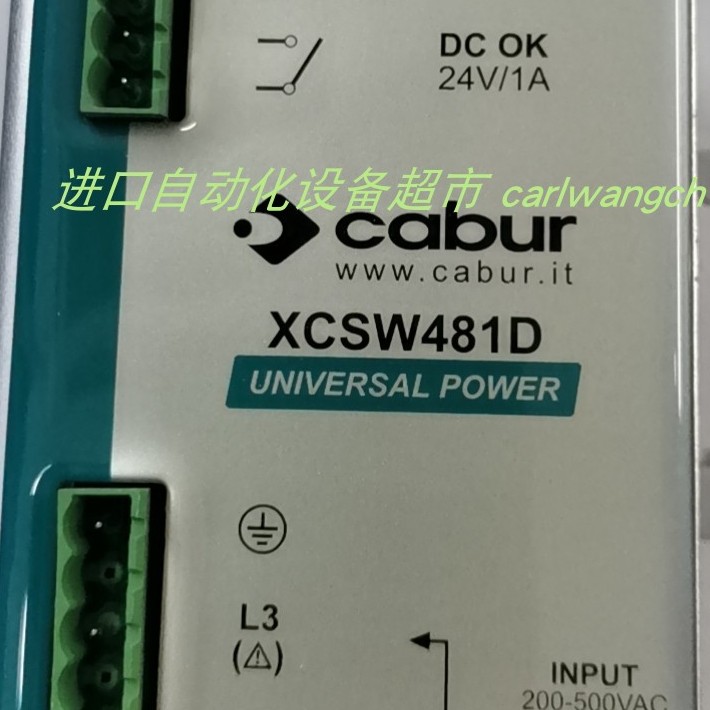 DC OK
24V/1A
进口自动化设备超市 carlwangch
cabur
www.cabur.it
XCSW481D
UNIVERSAL POWER
L3
(⚠)
INPUT
200-500VAC